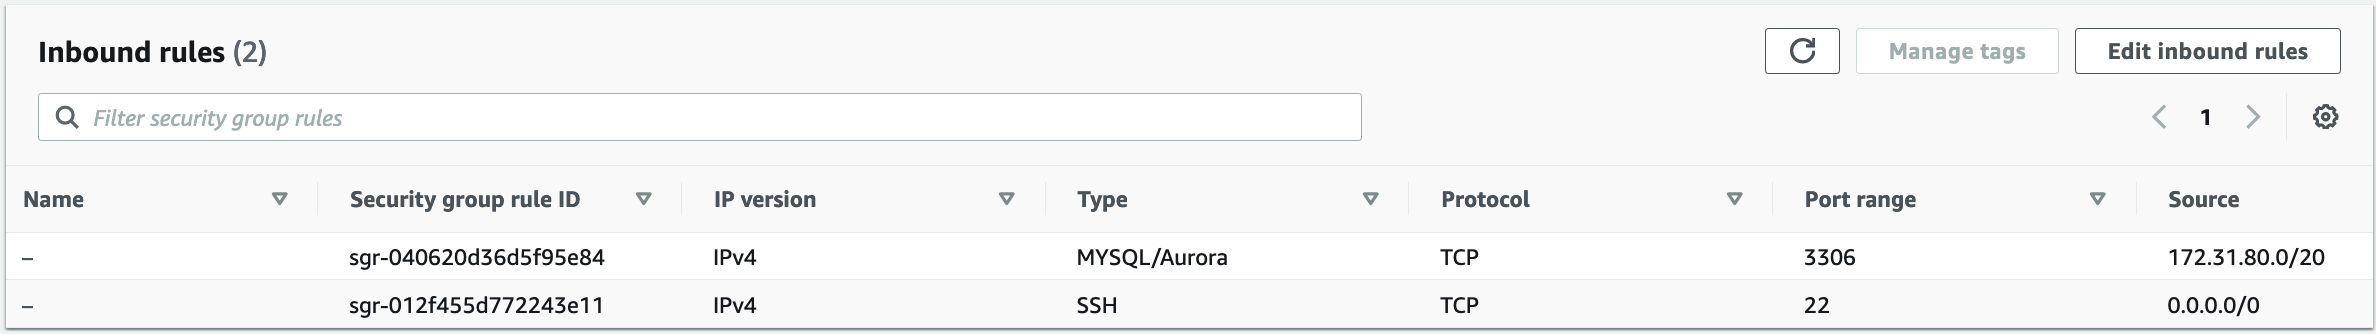 Inbound rules (2)
Manage tags
Edit inbound rules
Filter security group rules
1
Name Security group rule ID IP version Type Protocol Port range Source
– sgr-040620d36d5f95e84 IPv4 MYSQL/Aurora TCP 3306 172.31.80.0/20
– sgr-012f455d772243e11 IPv4 SSH TCP 22 0.0.0.0/0